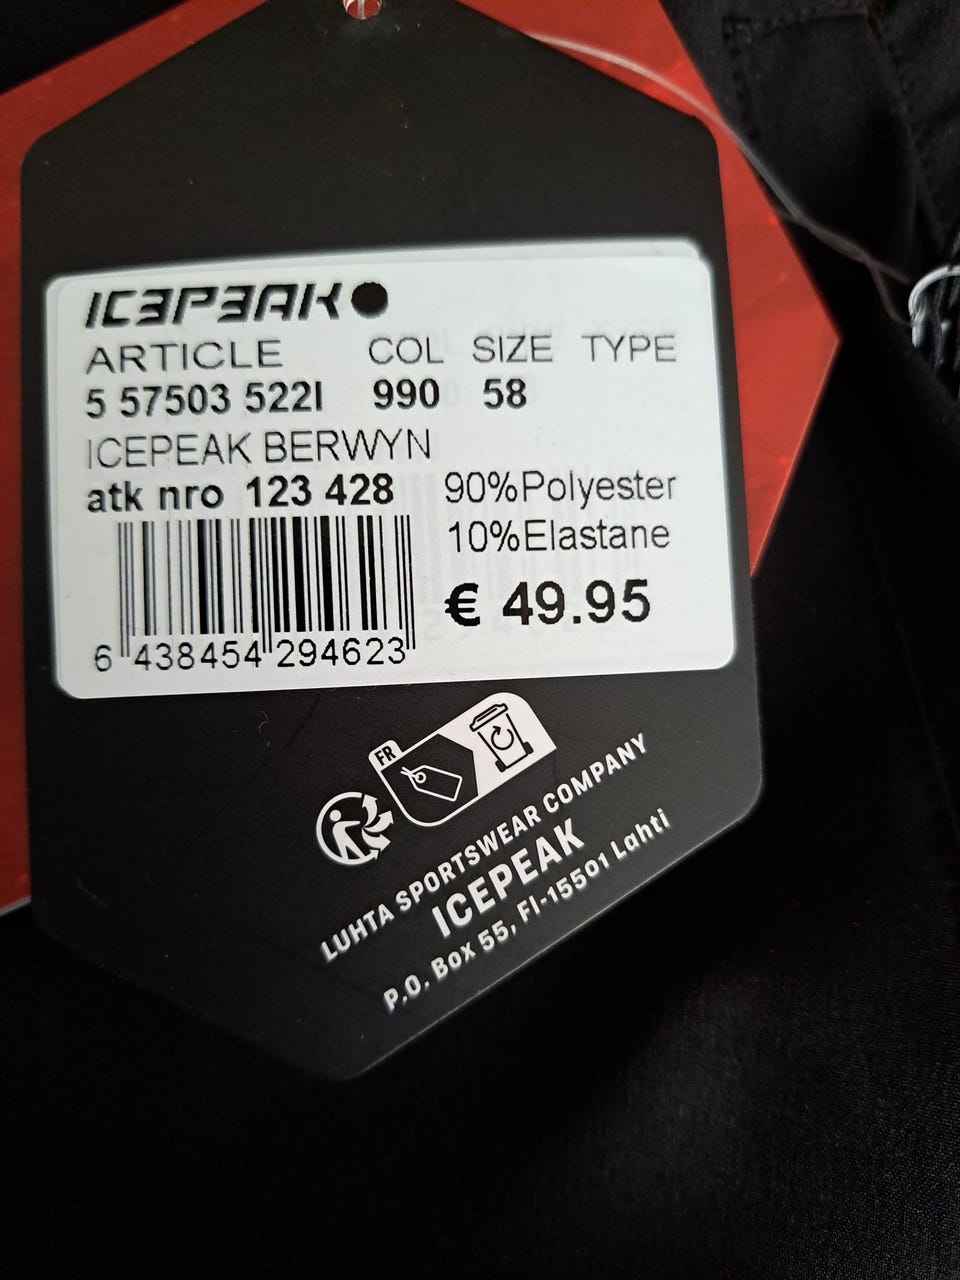 ICEPEAK
ARTICLE COL SIZE TYPE
5 57503 522I 990 58
ICEPEAK BERWYN
atk nro 123 428
90%Polyester
10%Elastane
€ 49.95
6 438454 294623
FR
LUHTA SPORTSWEAR COMPANY
ICEPEAK
P.O. Box 55, FI-15501 Lahti